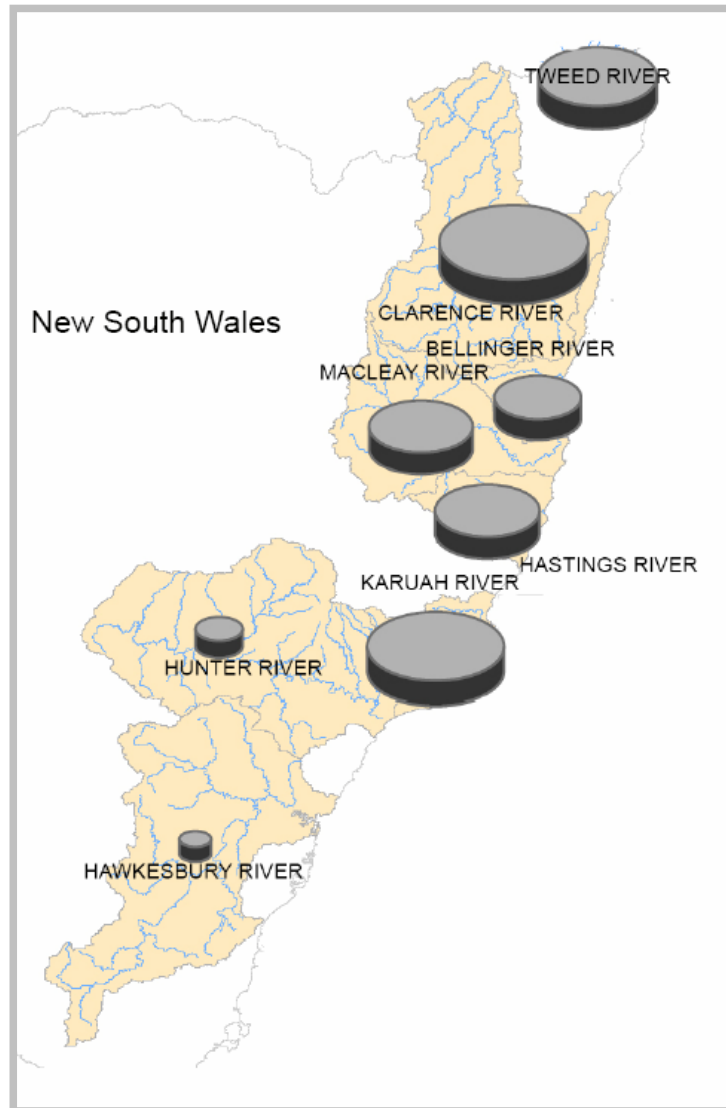 TWEED RIVER
CLARENCE RIVER
New South Wales
BELLINGER RIVER
MACLEAY RIVER
HASTINGS RIVER
KARUAH RIVER
HUNTER RIVER
HAWKESBURY RIVER